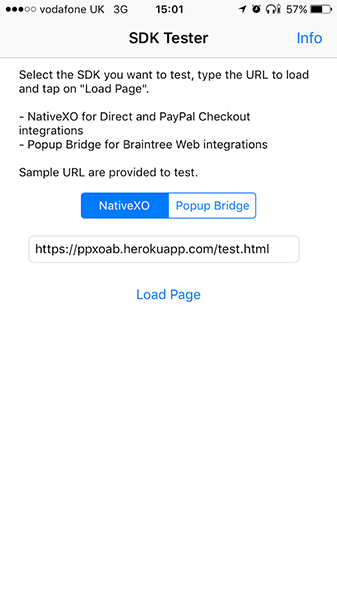 vodafone UK 3G 15:01 57%
SDK Tester Info
Select the SDK you want to test, type the URL to load
and tap on "Load Page".
- NativeXO for Direct and PayPal Checkout
integrations
- Popup Bridge for Braintree Web integrations
Sample URL are provided to test.
NativeXO Popup Bridge
https://ppxoab.herokuapp.com/test.html
Load Page